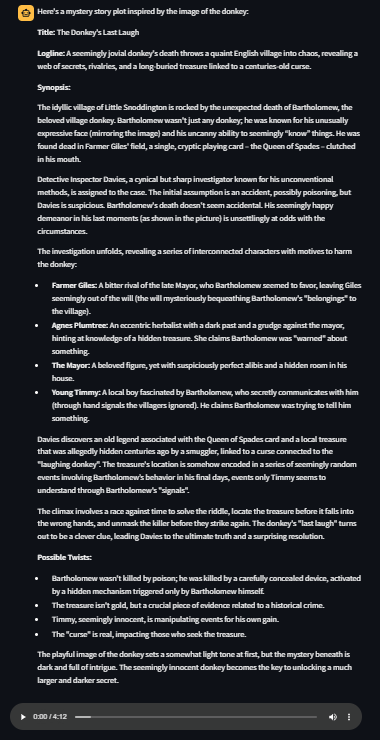 Here's a mystery story plot inspired by the image of the donkey:
Title: The Donkey's Last Laugh
Logline: A seemingly jovial donkey's death throws a quaint English village into chaos, revealing a
web of secrets, rivalries, and a long-buried treasure linked to a centuries-old curse.
Synopsis:
The idyllic village of Little Snoddington is rocked by the unexpected death of Bartholomew, the
beloved village donkey. Bartholomew wasn't just any donkey; he was known for his unusually
expressive face (mirroring the image) and his uncanny ability to seemingly "know" things. He was
found dead in Farmer Giles' field, a single, cryptic playing card – the Queen of Spades – clutched
in his mouth.
Detective Inspector Davies, a cynical but sharp investigator known for his unconventional
methods, is assigned to the case. The initial assumption is an accident, possibly poisoning, but
Davies is suspicious. Bartholomew's death doesn't seem accidental. His seemingly happy
demeanor in his last moments (as shown in the picture) is unsettlingly at odds with the
circumstances.
The investigation unfolds, revealing a series of interconnected characters with motives to harm
the donkey:
• Farmer Giles: A bitter rival of the late Mayor, who Bartholomew seemed to favor, leaving Giles
seemingly out of the will (the will mysteriously bequeathing Bartholomew's "belongings" to
the village).
• Agnes Plumtree: An eccentric herbalist with a dark past and a grudge against the mayor,
hinting at knowledge of a hidden treasure. She claims Bartholomew was "warned" about
something.
• The Mayor: A beloved figure, yet with suspiciously perfect alibis and a hidden room in his
house.
• Young Timmy: A local boy fascinated by Bartholomew, who secretly communicates with him
(through hand signals the villagers ignored). He claims Bartholomew was trying to tell him
something.
Davies discovers an old legend associated with the Queen of Spades card and a local treasure
that was allegedly hidden centuries ago by a smuggler, linked to a curse connected to the
"laughing donkey". The treasure's location is somehow encoded in a series of seemingly random
events involving Bartholomew's behavior in his final days, events only Timmy seems to
understand through Bartholomew's "signals".
The climax involves a race against time to solve the riddle, locate the treasure before it falls into
the wrong hands, and unmask the killer before they strike again. The donkey's "last laugh" turns
out to be a clever clue, leading Davies to the ultimate truth and a surprising resolution.
Possible Twists:
• Bartholomew wasn't killed by poison; he was killed by a carefully concealed device, activated
by a hidden mechanism triggered only by Bartholomew himself.
• The treasure isn't gold, but a crucial piece of evidence related to a historical crime.
• Timmy, seemingly innocent, is manipulating events for his own gain.
• The "curse" is real, impacting those who seek the treasure.
The playful image of the donkey sets a somewhat light tone at first, but the mystery beneath is
dark and full of intrigue. The seemingly innocent donkey becomes the key to unlocking a much
larger and darker secret.
0:00 / 4:12